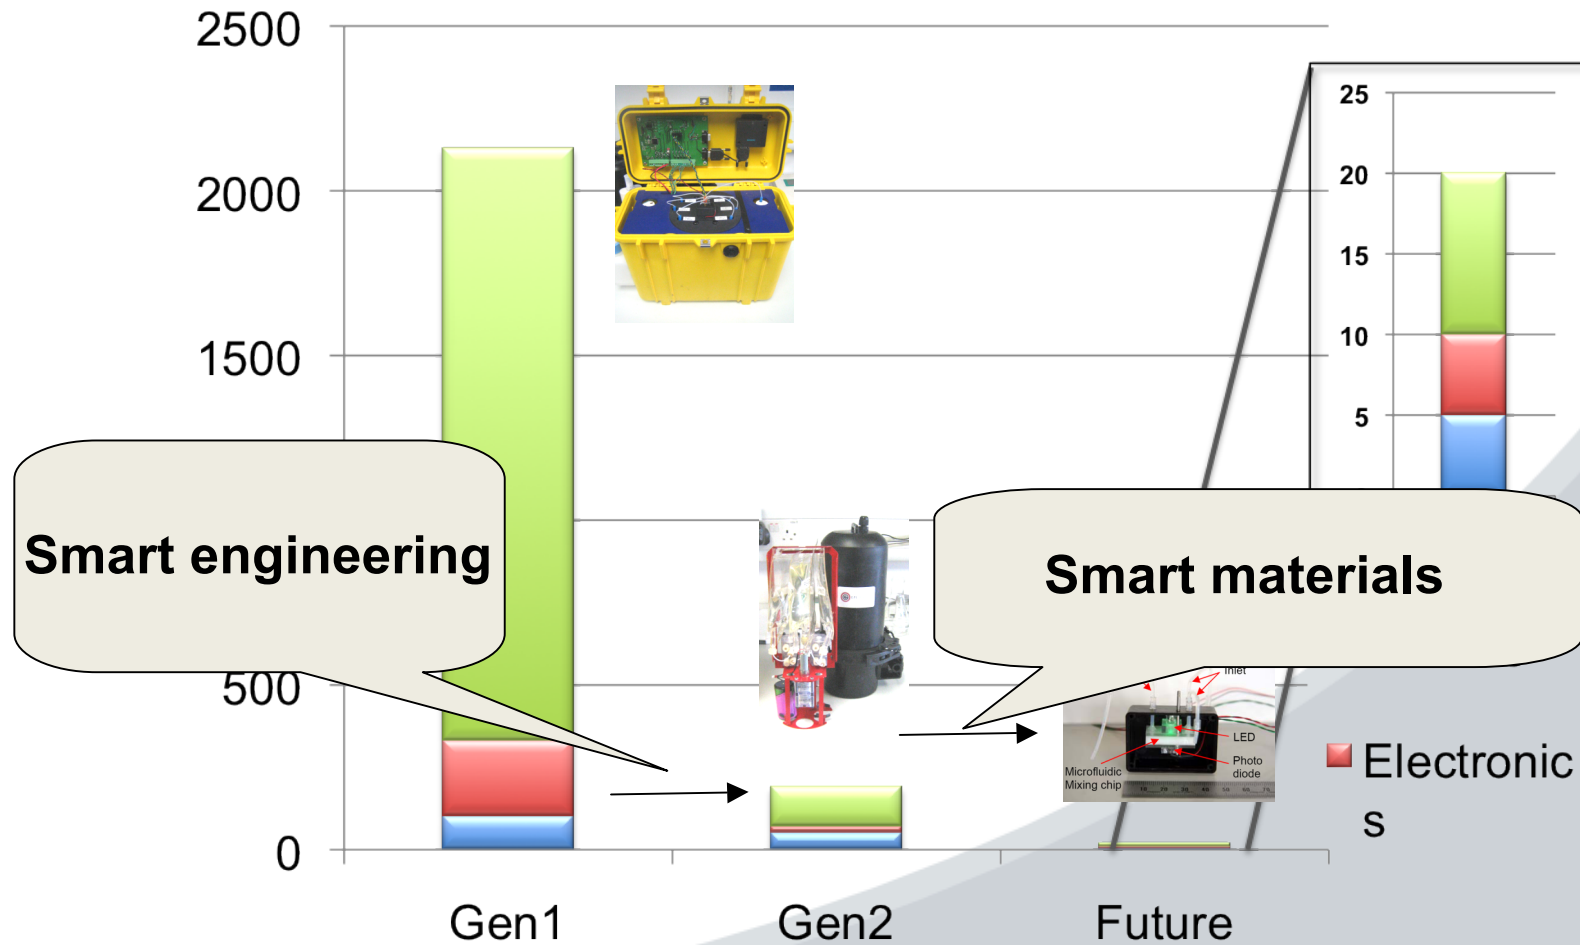 2500
2000
1500
500
0
Gen1
Gen2
Future
25
20
15
10
5
Smart engineering
Smart materials
Inlet
LED
Photo
diode
Microfluidic
Mixing chip
Electronic
s